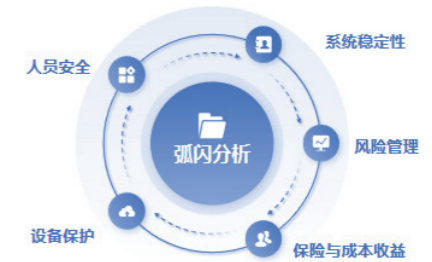 系统稳定性
人员安全
弧闪分析
风险管理
设备保护
保险与成本收益